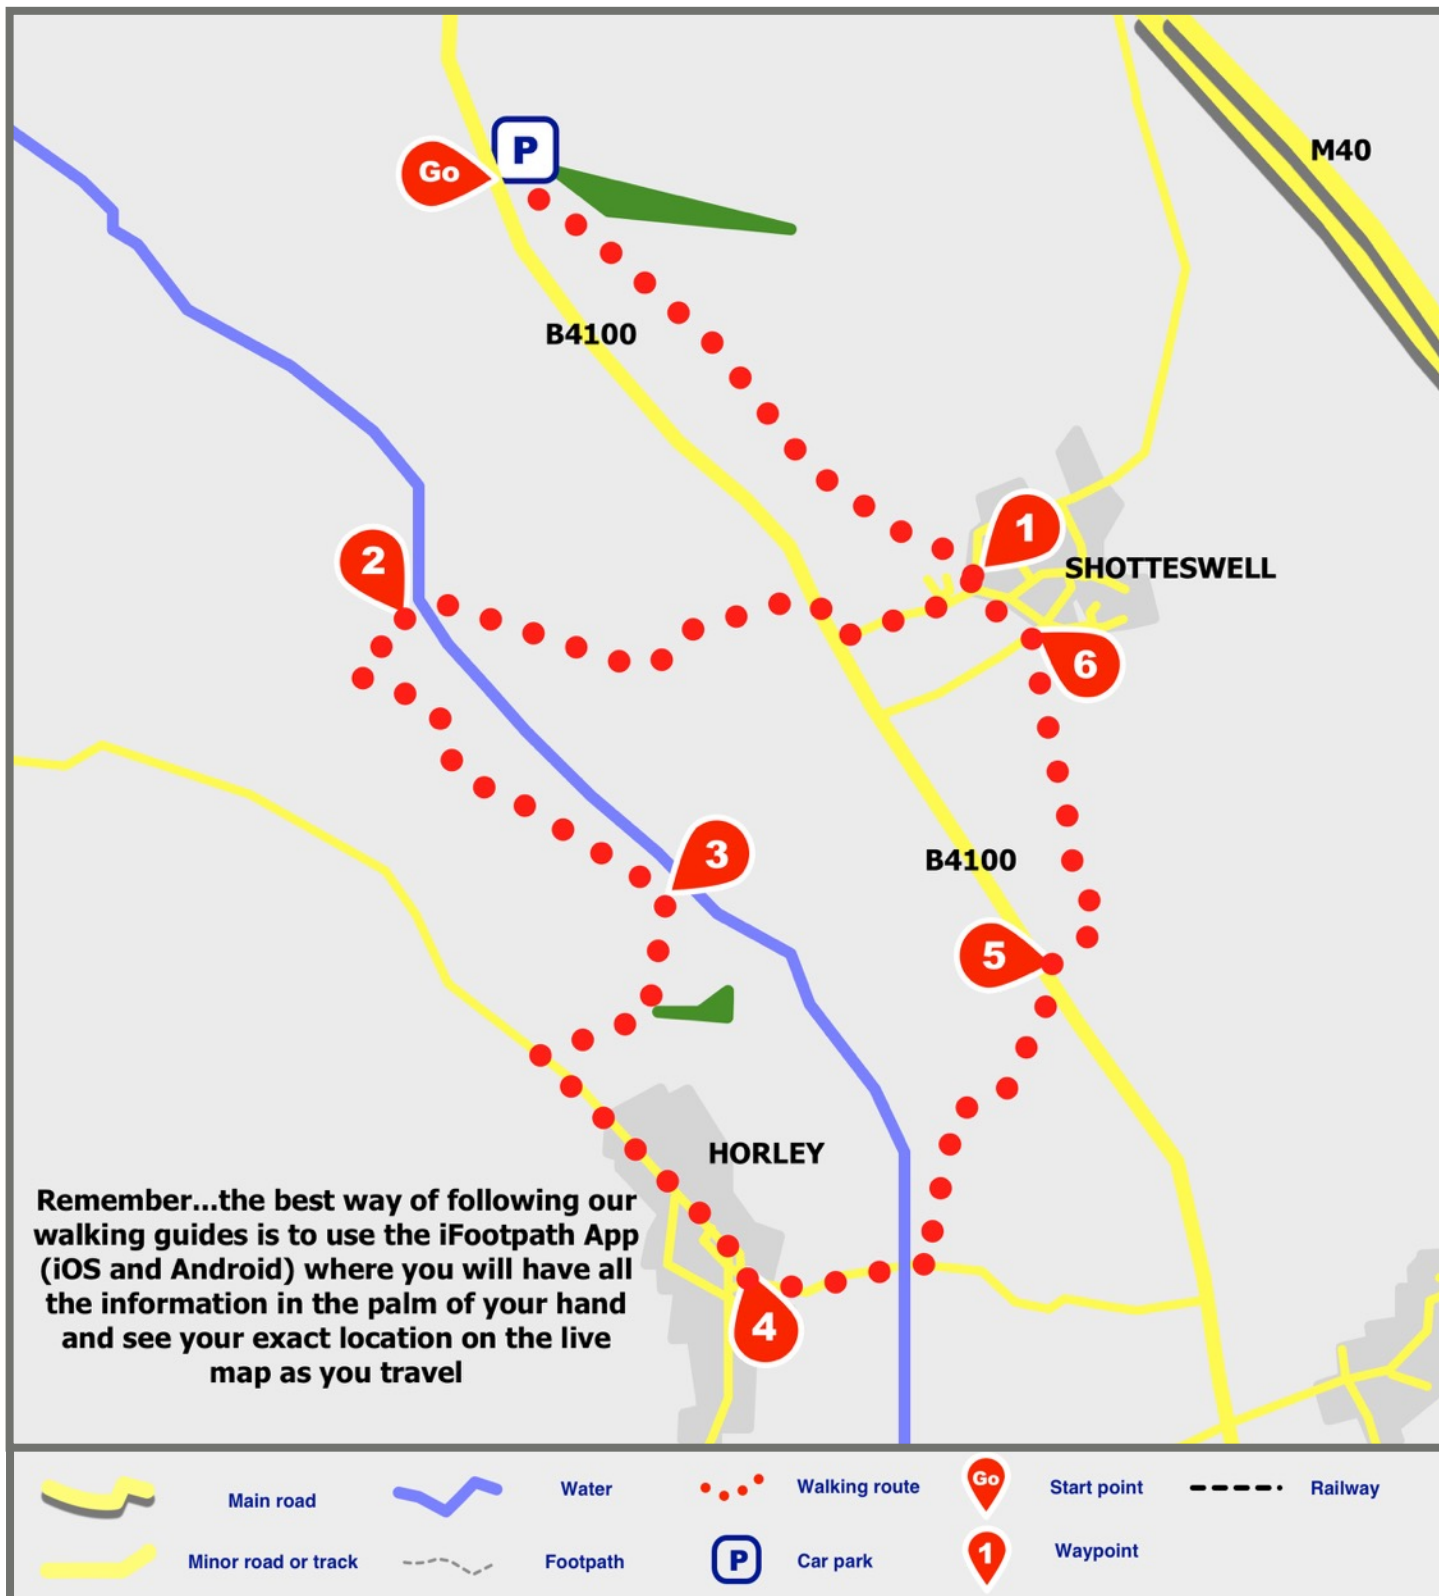 M40
P
Go
B4100
1
SHOTTESWELL
2
6
3
B4100
5
HORLEY
Remember...the best way of following our
walking guides is to use the iFootpath App
(iOS and Android) where you will have all
the information in the palm of your hand
and see your exact location on the live
map as you travel
4
Main road
Water
Walking route
Go
Start point
Railway
Minor road or track
Footpath
P
Car park
1
Waypoint